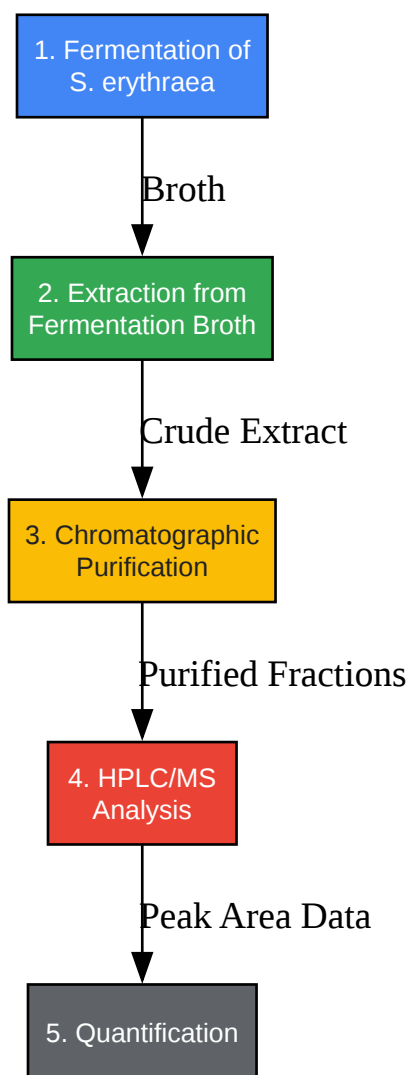 1. Fermentation of
S. erythraea
Broth
2. Extraction from
Fermentation Broth
Crude Extract
3. Chromatographic
Purification
Purified Fractions
4. HPLC/MS
Analysis
Peak Area Data
5. Quantification